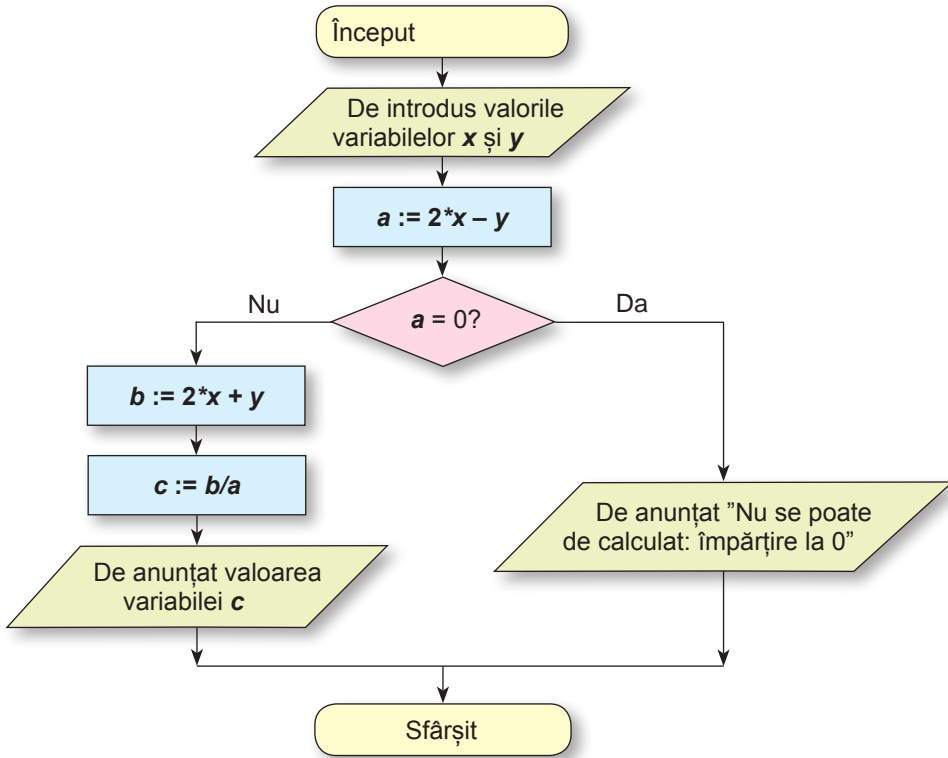 Început
De introdus valorile
variabilelor x și y
a := 2*x – y
a = 0?
Nu
Da
b := 2*x + y
c := b/a
De anunțat valoarea
variabilei c
De anunțat ”Nu se poate
de calculat: împărțire la 0”
Sfârșit